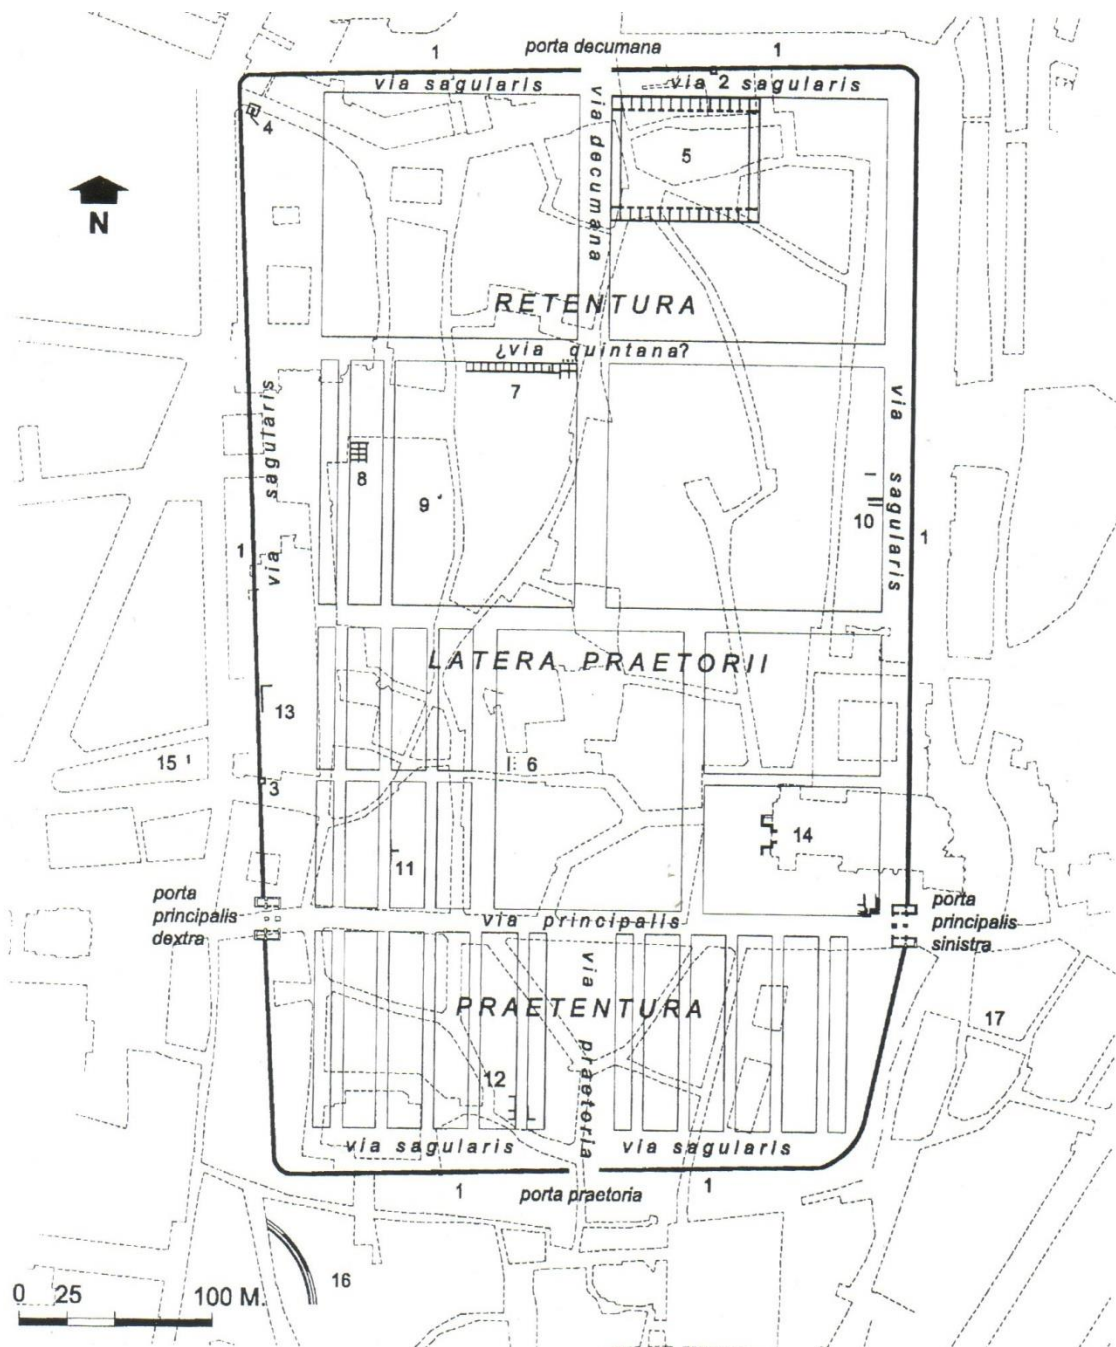 1
porta decumana
1
via sagularis
via 2 sagularis
4
via decumana
5
N
RETENTURA
¿via quintana?
7
via sagularis
8
9
via sagularis
10
1
1
LATERA PRAETORII
13
15
6
3
14
11
porta
principalis
dextra
via principalis
porta
principalis
sinistra
via praetoria
PRAETENTURA
17
12
via sagularis
via sagularis
1
porta praetoria
1
16
0 25 100 M.